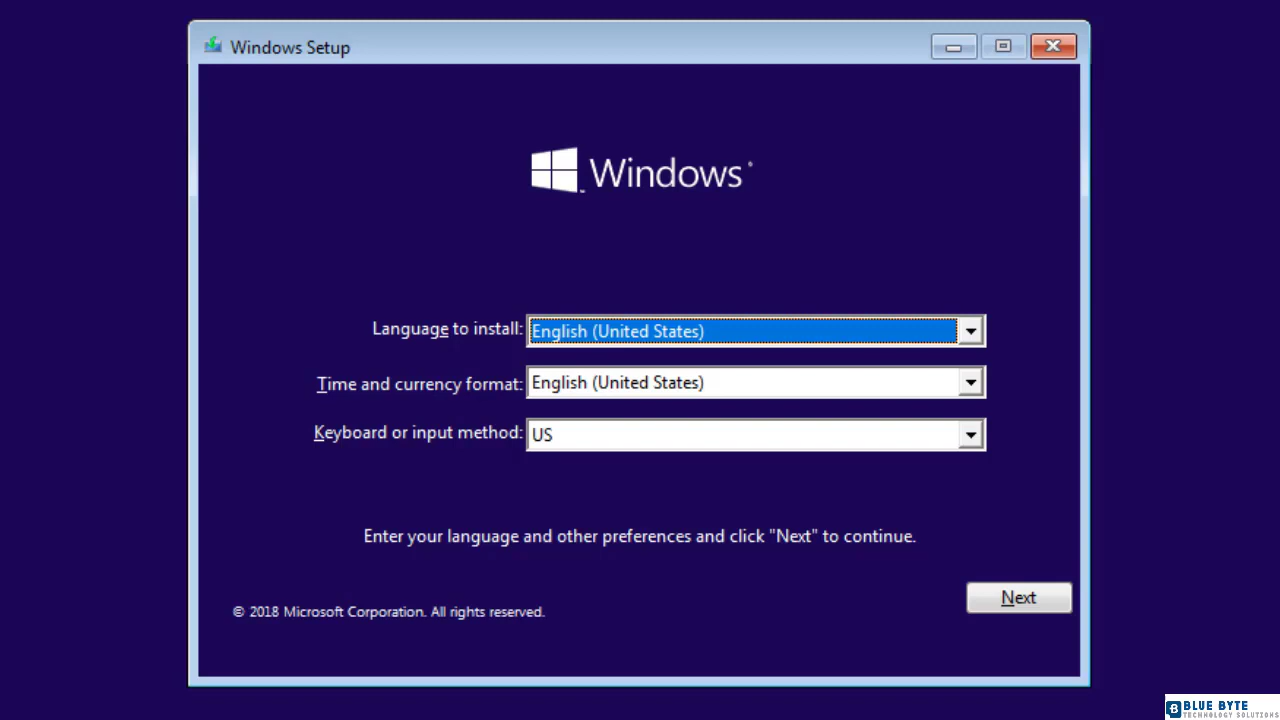 Windows Setup
Windows
Language to install: English (United States)
Time and currency format: English (United States)
Keyboard or input method: US
Enter your language and other preferences and click "Next" to continue.
Next
© 2018 Microsoft Corporation. All rights reserved.
BLUE BYTE
TECHNOLOGY SOLUTIONS